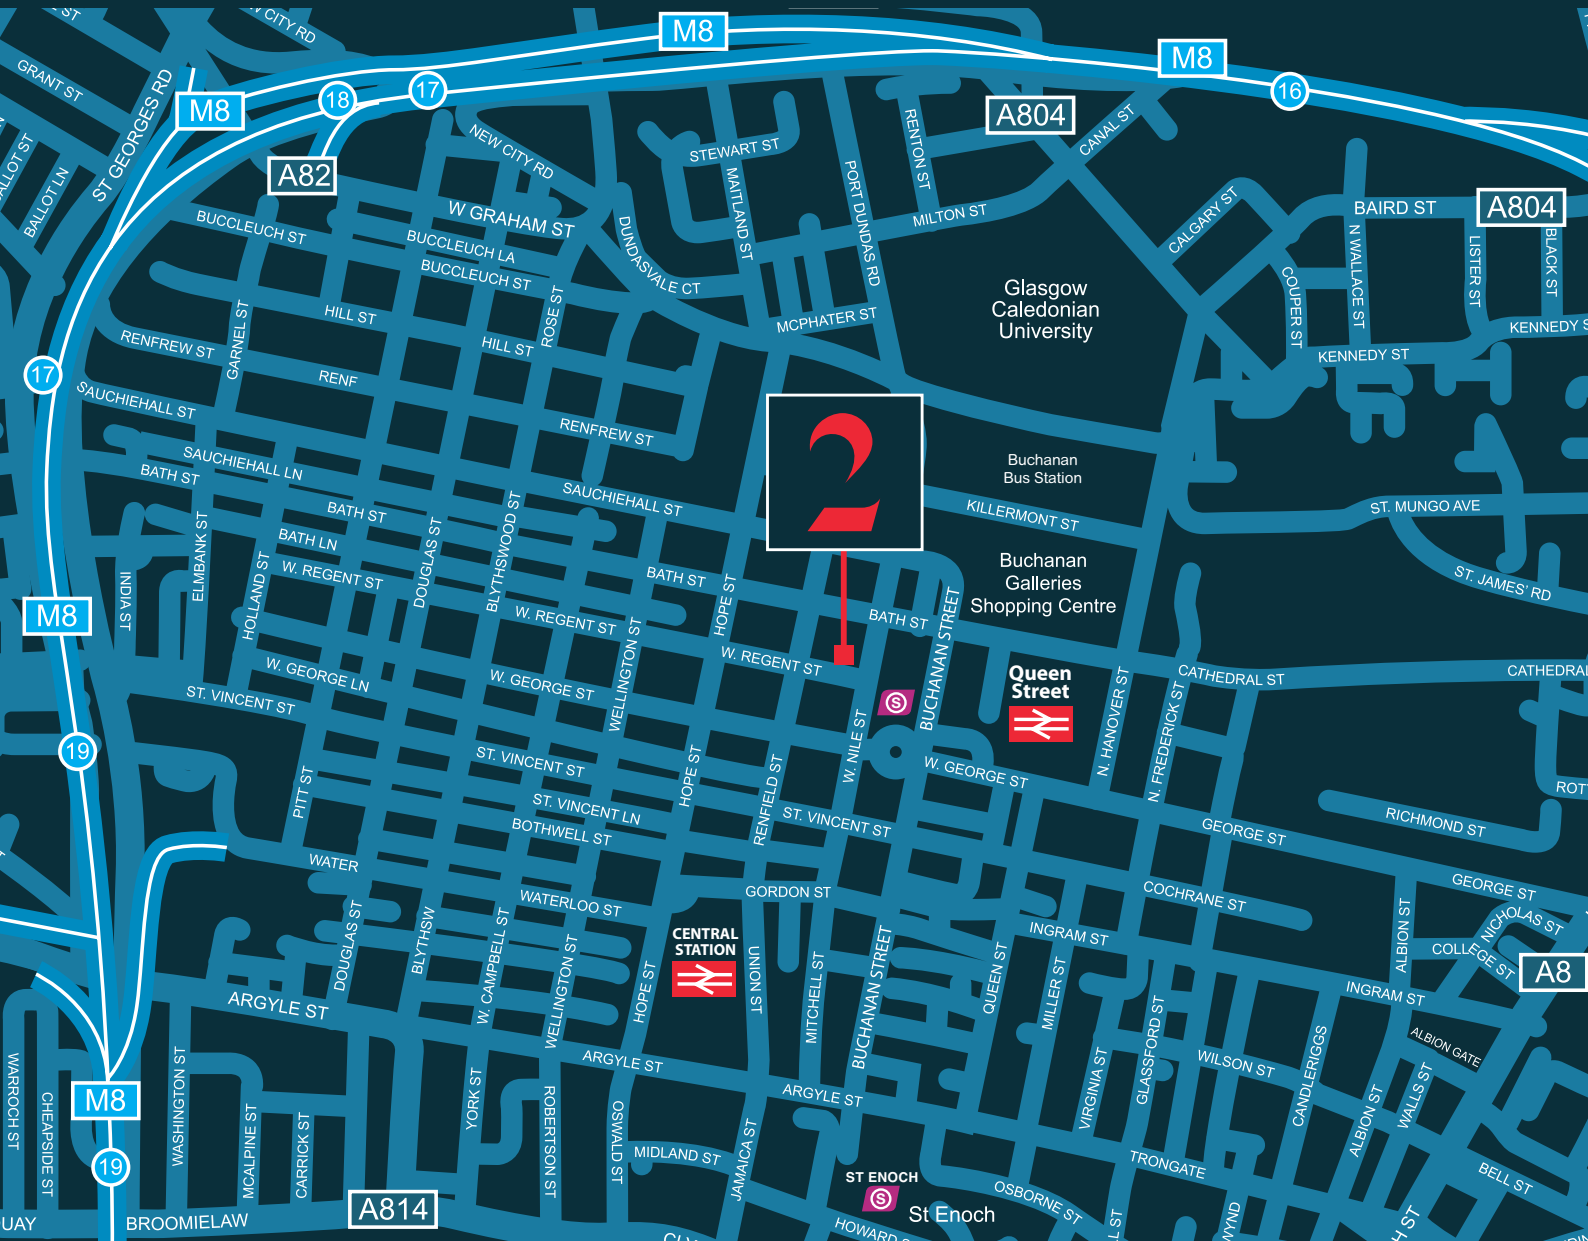 ST
W CITY RD
M8
M8
GRANT ST
ST GEORGES RD
M8
18
17
16
A804
CANAL ST
NEW CITY RD
STEWART ST
RENTON ST
A82
BALLOT LN
MAITLAND ST
PORT DUNDAS RD
MILTON ST
CALGARY ST
BAIRD ST
A804
W GRAHAM ST
BUCCLEUCH ST
BUCCLEUCH LA
BUCCLEUCH ST
DUNDASVALE CT
N WALLACE ST
LISTER ST
BLACK ST
COUPER ST
Glasgow
Caledonian
University
HILL ST
HILL ST
ROSE ST
GARNEL ST
MCPHATER ST
KENNEDY ST
KENNEDY S
RENFREW ST
RENF
RENFREW ST
17
SAUCHIEHALL ST
2
SAUCHIEHALL LN
BATH ST
SAUCHIEHALL ST
Buchanan
Bus Station
KILLERMONT ST
ST. MUNGO AVE
BATH ST
BATH LN
W. REGENT ST
ELMBANK ST
HOLLAND ST
DOUGLAS ST
BLYTHSWOOD ST
INDIA ST
BATH ST
HOPE ST
BATH ST
BUCHANAN STREET
Buchanan
Galleries
Shopping Centre
ST. JAMES' RD
M8
W. REGENT ST
WELLINGTON ST
W. REGENT ST
W. GEORGE LN
W. GEORGE ST
ST. VINCENT ST
S
Queen
Street
N. HANOVER ST
N. FREDERICK ST
CATHEDRAL ST
CATHEDRAL
19
W. NILE ST
HOPE ST
RENFIELD ST
ST. VINCENT ST
PITT ST
W. GEORGE ST
ROT
ST. VINCENT LN
BOTHWELL ST
ST. VINCENT ST
GEORGE ST
RICHMOND ST
WATER
GORDON ST
WATERLOO ST
COCHRANE ST
GEORGE ST
NICHOLAS ST
COLLEGE ST
ALBION ST
A8
CENTRAL
STATION
DOUGLAS ST
BLYTHSW
W. CAMPBELL ST
WELLINGTON ST
HOPE ST
UNION ST
MITCHELL ST
BUCHANAN STREET
QUEEN ST
INGRAM ST
MILLER ST
INGRAM ST
ARGYLE ST
GLASSFORD ST
VIRGINIA ST
WILSON ST
CANDLERIGGS
ALBION GATE
ARGYLE ST
ARGYLE ST
WARROCH ST
CHEAPSIDE ST
M8
WASHINGTON ST
MCALPINE ST
CARRICK ST
YORK ST
ROBERTSON ST
OSWALD ST
MIDLAND ST
JAMAICA ST
ALBION ST
WALLS ST
TRONGATE
BELL ST
19
ST ENOCH
S
St Enoch
OSBORNE ST
A814
UAY
BROOMIELAW
HOWARD S
L ST
WYND
H ST